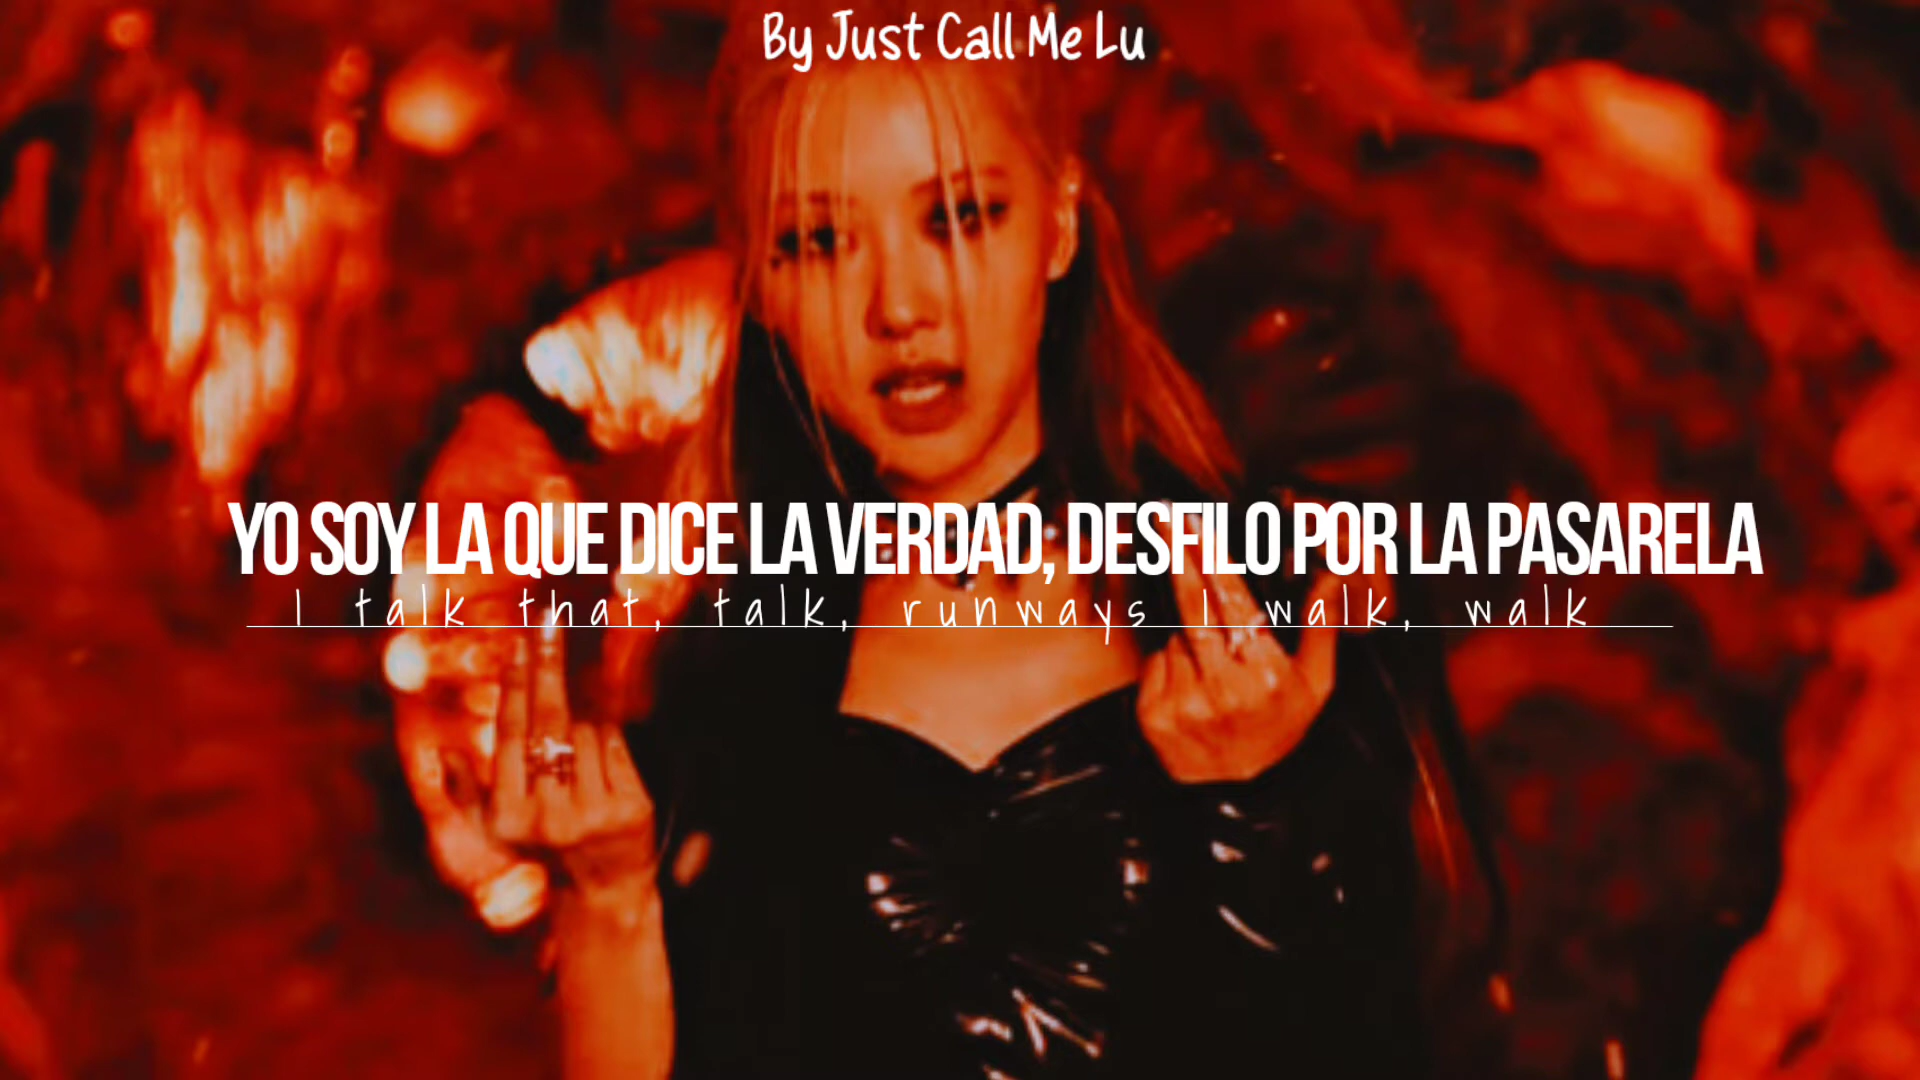 By Just Call Me Lu
YO SOY LA QUE DICE LA VERDAD, DESFILO POR LA PASARELA
I talk that, talk, runways I walk, walk